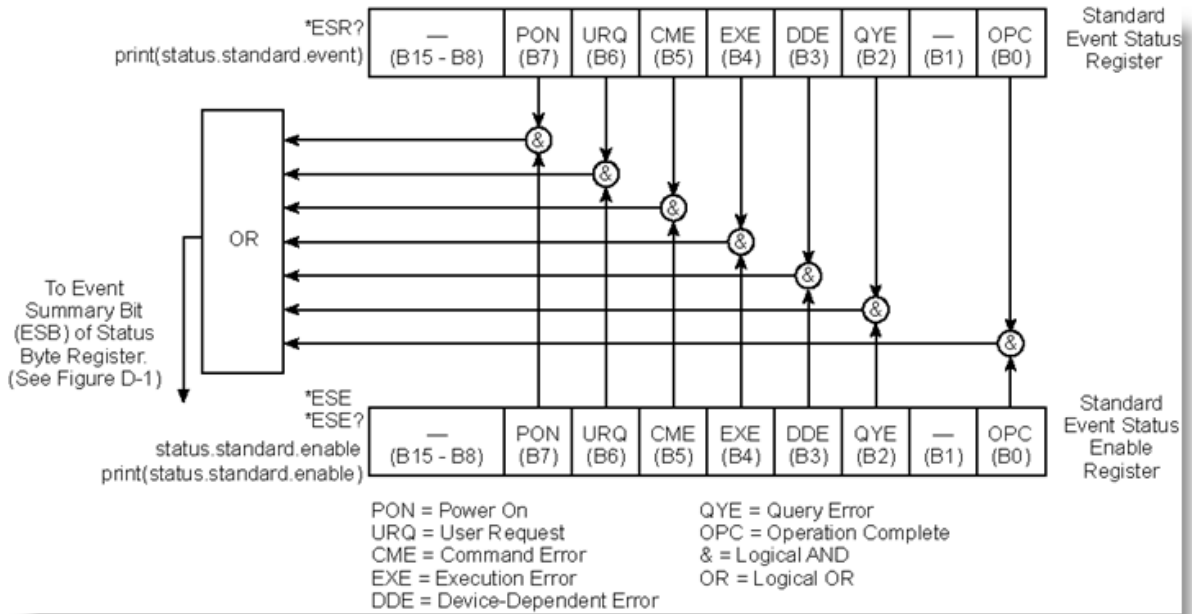 *ESR?
print(status.standard.event)
—
(B15 - B8)
PON
(B7)
URQ
(B6)
CME
(B5)
EXE
(B4)
DDE
(B3)
QYE
(B2)
—
(B1)
OPC
(B0)
Standard
Event Status
Register
&
&
&
&
&
&
&
OR
To Event
Summary Bit
(ESB) of Status
Byte Register.
(See Figure D-1)
*ESE
*ESE?
status.standard.enable
print(status.standard.enable)
—
(B15 - B8)
PON
(B7)
URQ
(B6)
CME
(B5)
EXE
(B4)
DDE
(B3)
QYE
(B2)
—
(B1)
OPC
(B0)
Standard
Event Status
Enable
Register
PON = Power On
URQ = User Request
CME = Command Error
EXE = Execution Error
DDE = Device-Dependent Error
QYE = Query Error
OPC = Operation Complete
& = Logical AND
OR = Logical OR